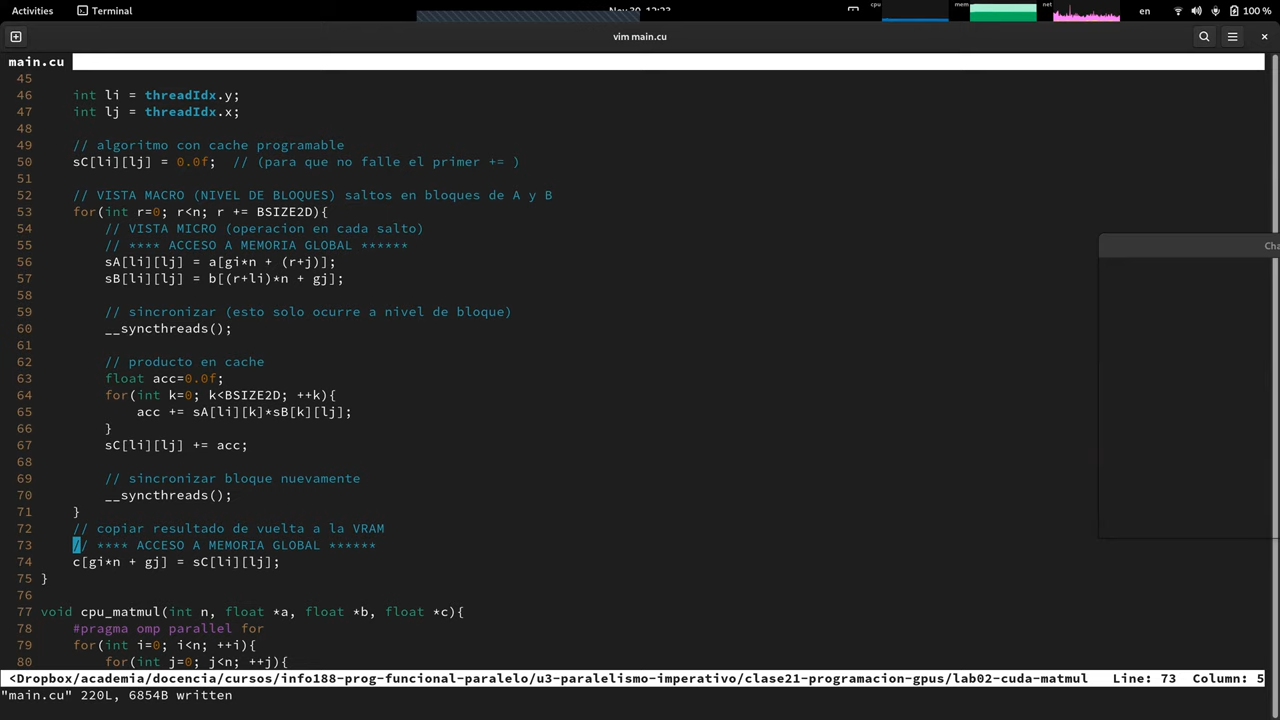 Activities
Terminal
cpu
mem
net
en
100 %
vim main.cu
main.cu
45
46     int li = threadIdx.y;
47     int lj = threadIdx.x;
48
49     // algoritmo con cache programable
50     sC[li][lj] = 0.0f;  // (para que no falle el primer += )
51
52     // VISTA MACRO (NIVEL DE BLOQUES) saltos en bloques de A y B
53     for(int r=0; r<n; r += BSIZE2D){
54         // VISTA MICRO (operacion en cada salto)
55         // **** ACCESO A MEMORIA GLOBAL ******
56         sA[li][lj] = a[gi*n + (r+j)];
57         sB[li][lj] = b[(r+li)*n + gj];
58
59         // sincronizar (esto solo ocurre a nivel de bloque)
60         __syncthreads();
61
62         // producto en cache
63         float acc=0.0f;
64         for(int k=0; k<BSIZE2D; ++k){
65             acc += sA[li][k]*sB[k][lj];
66         }
67         sC[li][lj] += acc;
68
69         // sincronizar bloque nuevamente
70         __syncthreads();
71     }
72     // copiar resultado de vuelta a la VRAM
73     // **** ACCESO A MEMORIA GLOBAL ******
74     c[gi*n + gj] = sC[li][lj];
75 }
76
77 void cpu_matmul(int n, float *a, float *b, float *c){
78     #pragma omp parallel for
79     for(int i=0; i<n; ++i){
80         for(int j=0; j<n; ++j){
<Dropbox/academia/docencia/cursos/info188-prog-funcional-paralelo/u3-paralelismo-imperativo/clase21-programacion-gpus/lab02-cuda-matmul   Line: 73  Column: 5
"main.cu" 220L, 6854B written